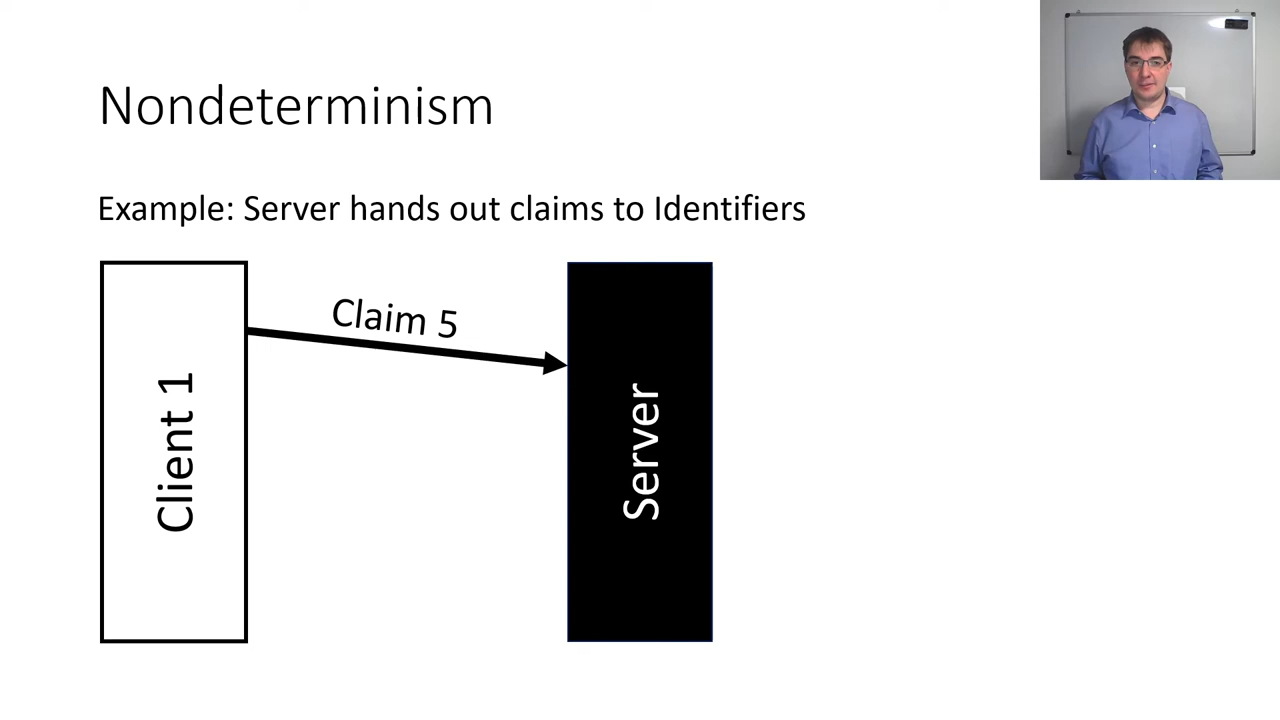 Nondeterminism
Example: Server hands out claims to Identifiers
Claim 5
Client 1
Server